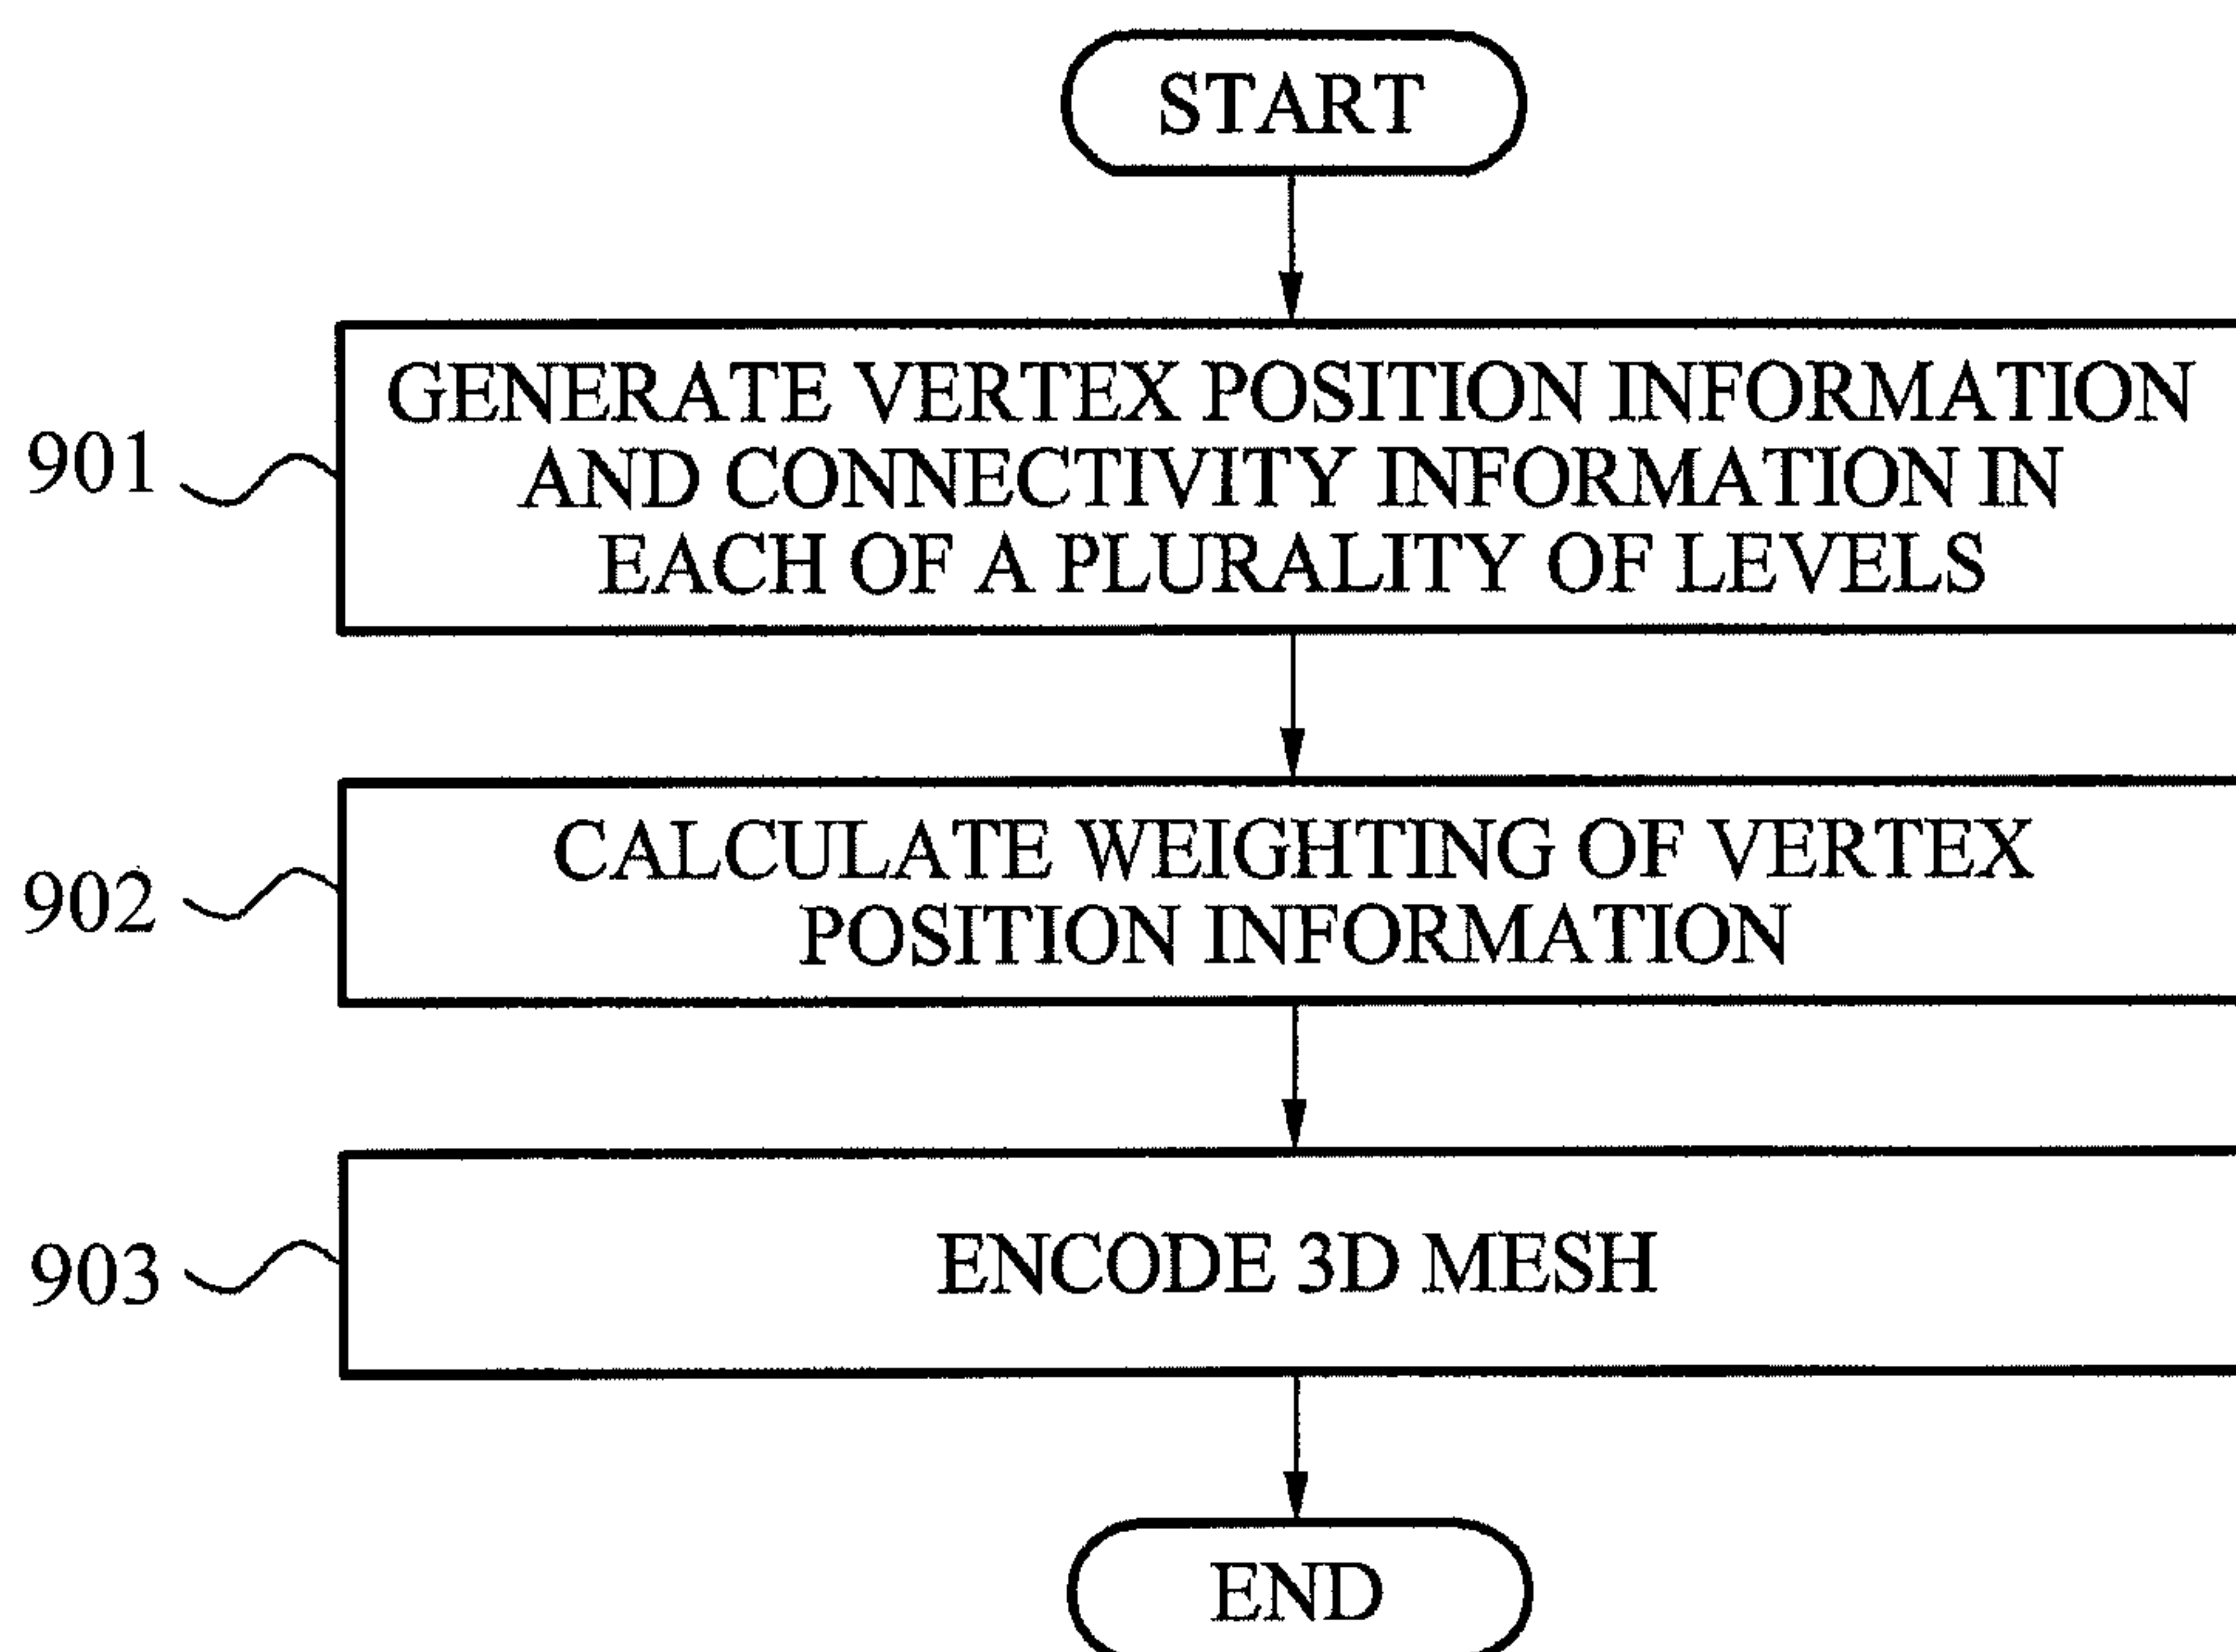 START
901
GENERATE VERTEX POSITION INFORMATION
AND CONNECTIVITY INFORMATION IN
EACH OF A PLURALITY OF LEVELS
902
CALCULATE WEIGHTING OF VERTEX
POSITION INFORMATION
903
ENCODE 3D MESH
END